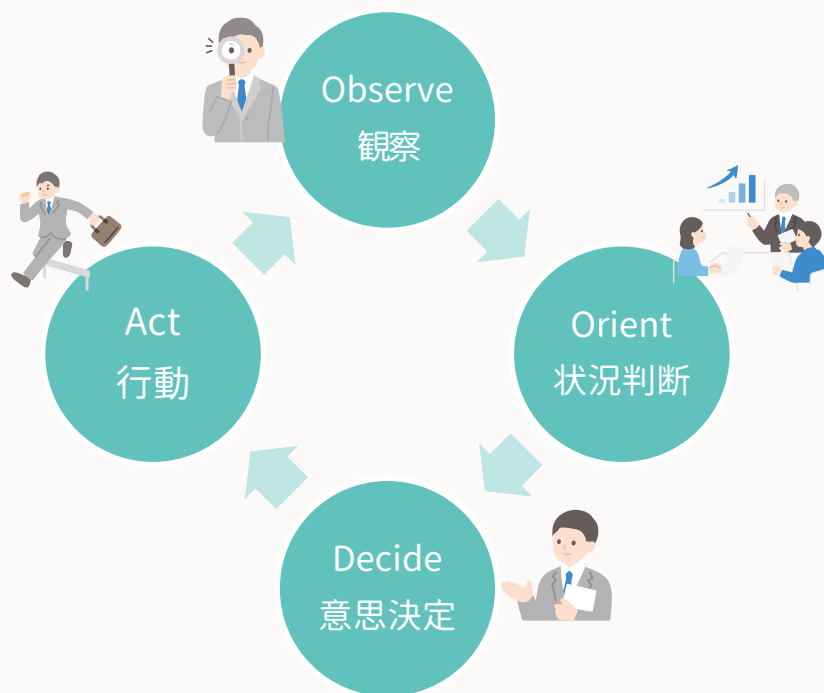 Observe
観察
Orient
状況判断
Decide
意思決定
Act
行動